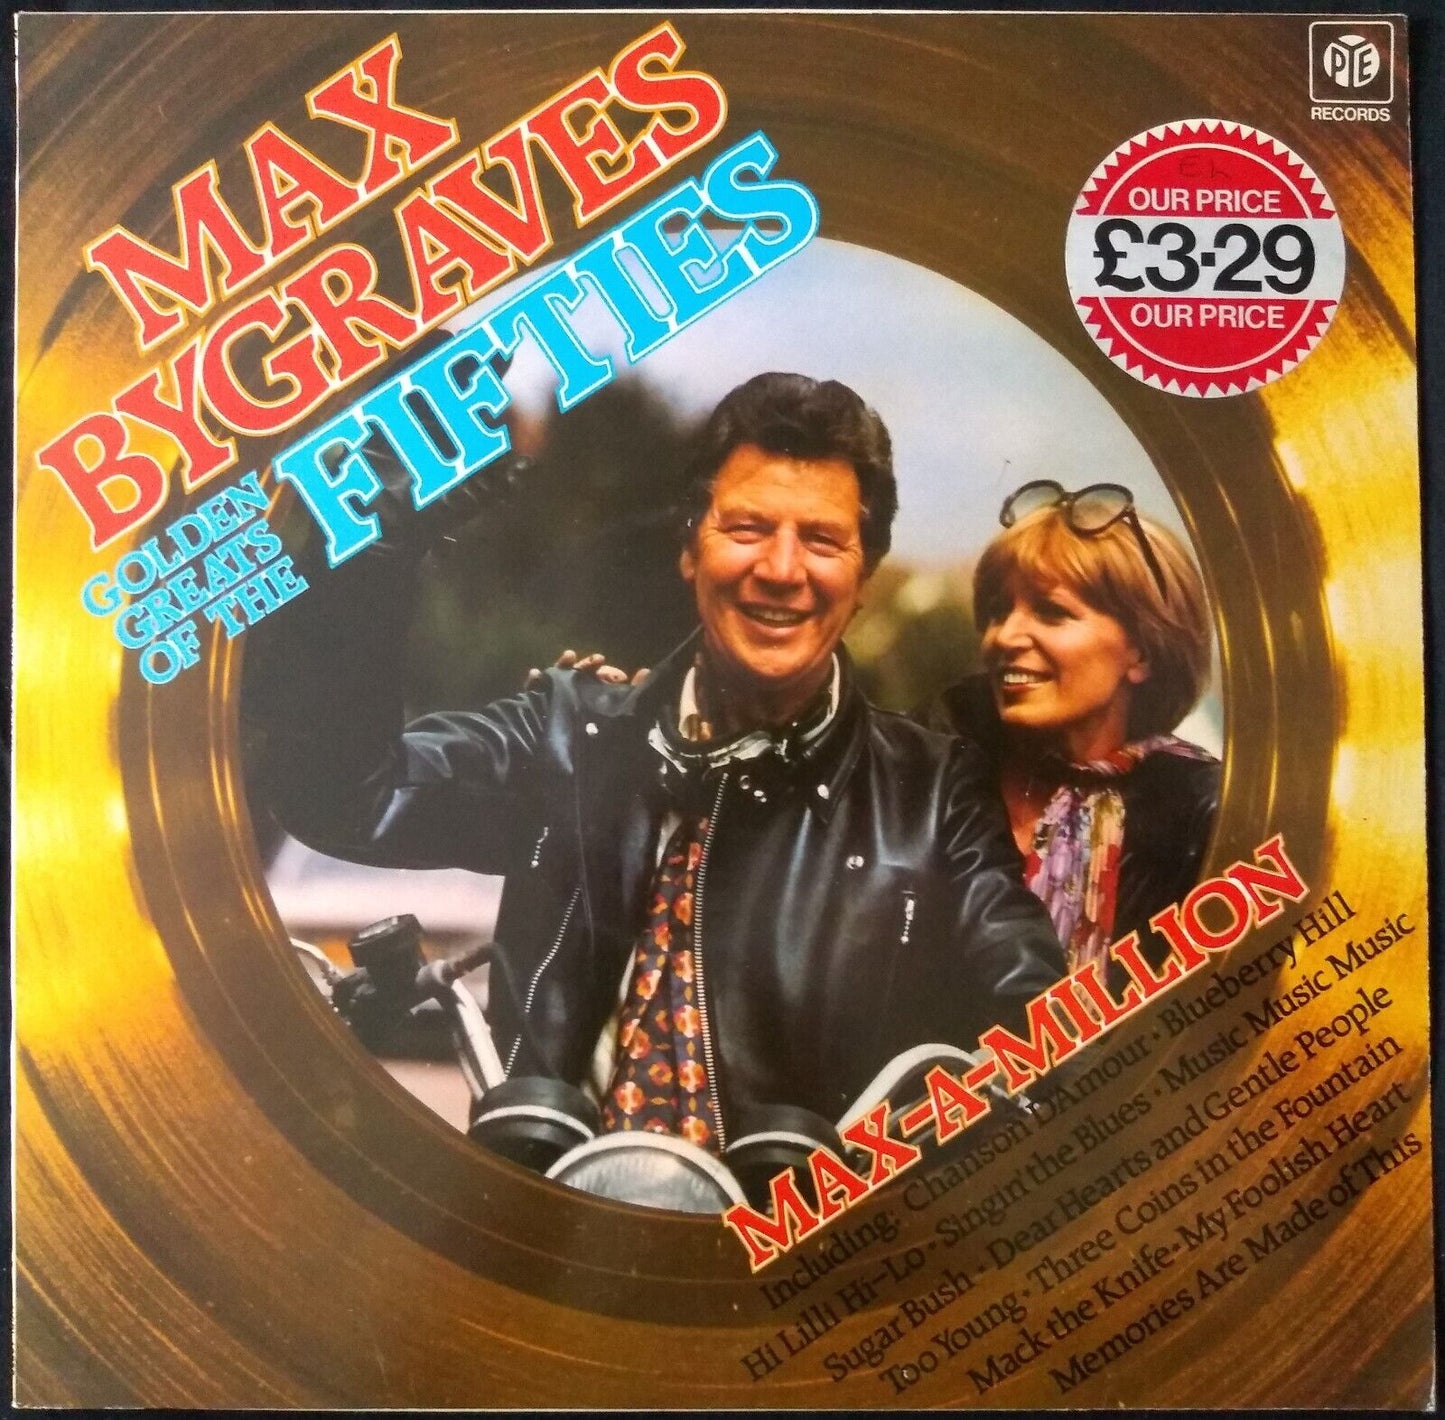 MAX
BYGRAVES
GOLDEN
GREATS
OF THE
FIFTIES
PYE
RECORDS
OUR PRICE
£3·29
OUR PRICE
MAX-A-MILLION
Including: Chanson D'Amour · Blueberry Hill
Hi Lilli Hi-Lo · Singin' the Blues · Music Music Music
Sugar Bush · Dear Hearts and Gentle People
Too Young · Three Coins in the Fountain
Mack the Knife · My Foolish Heart
Memories Are Made of This